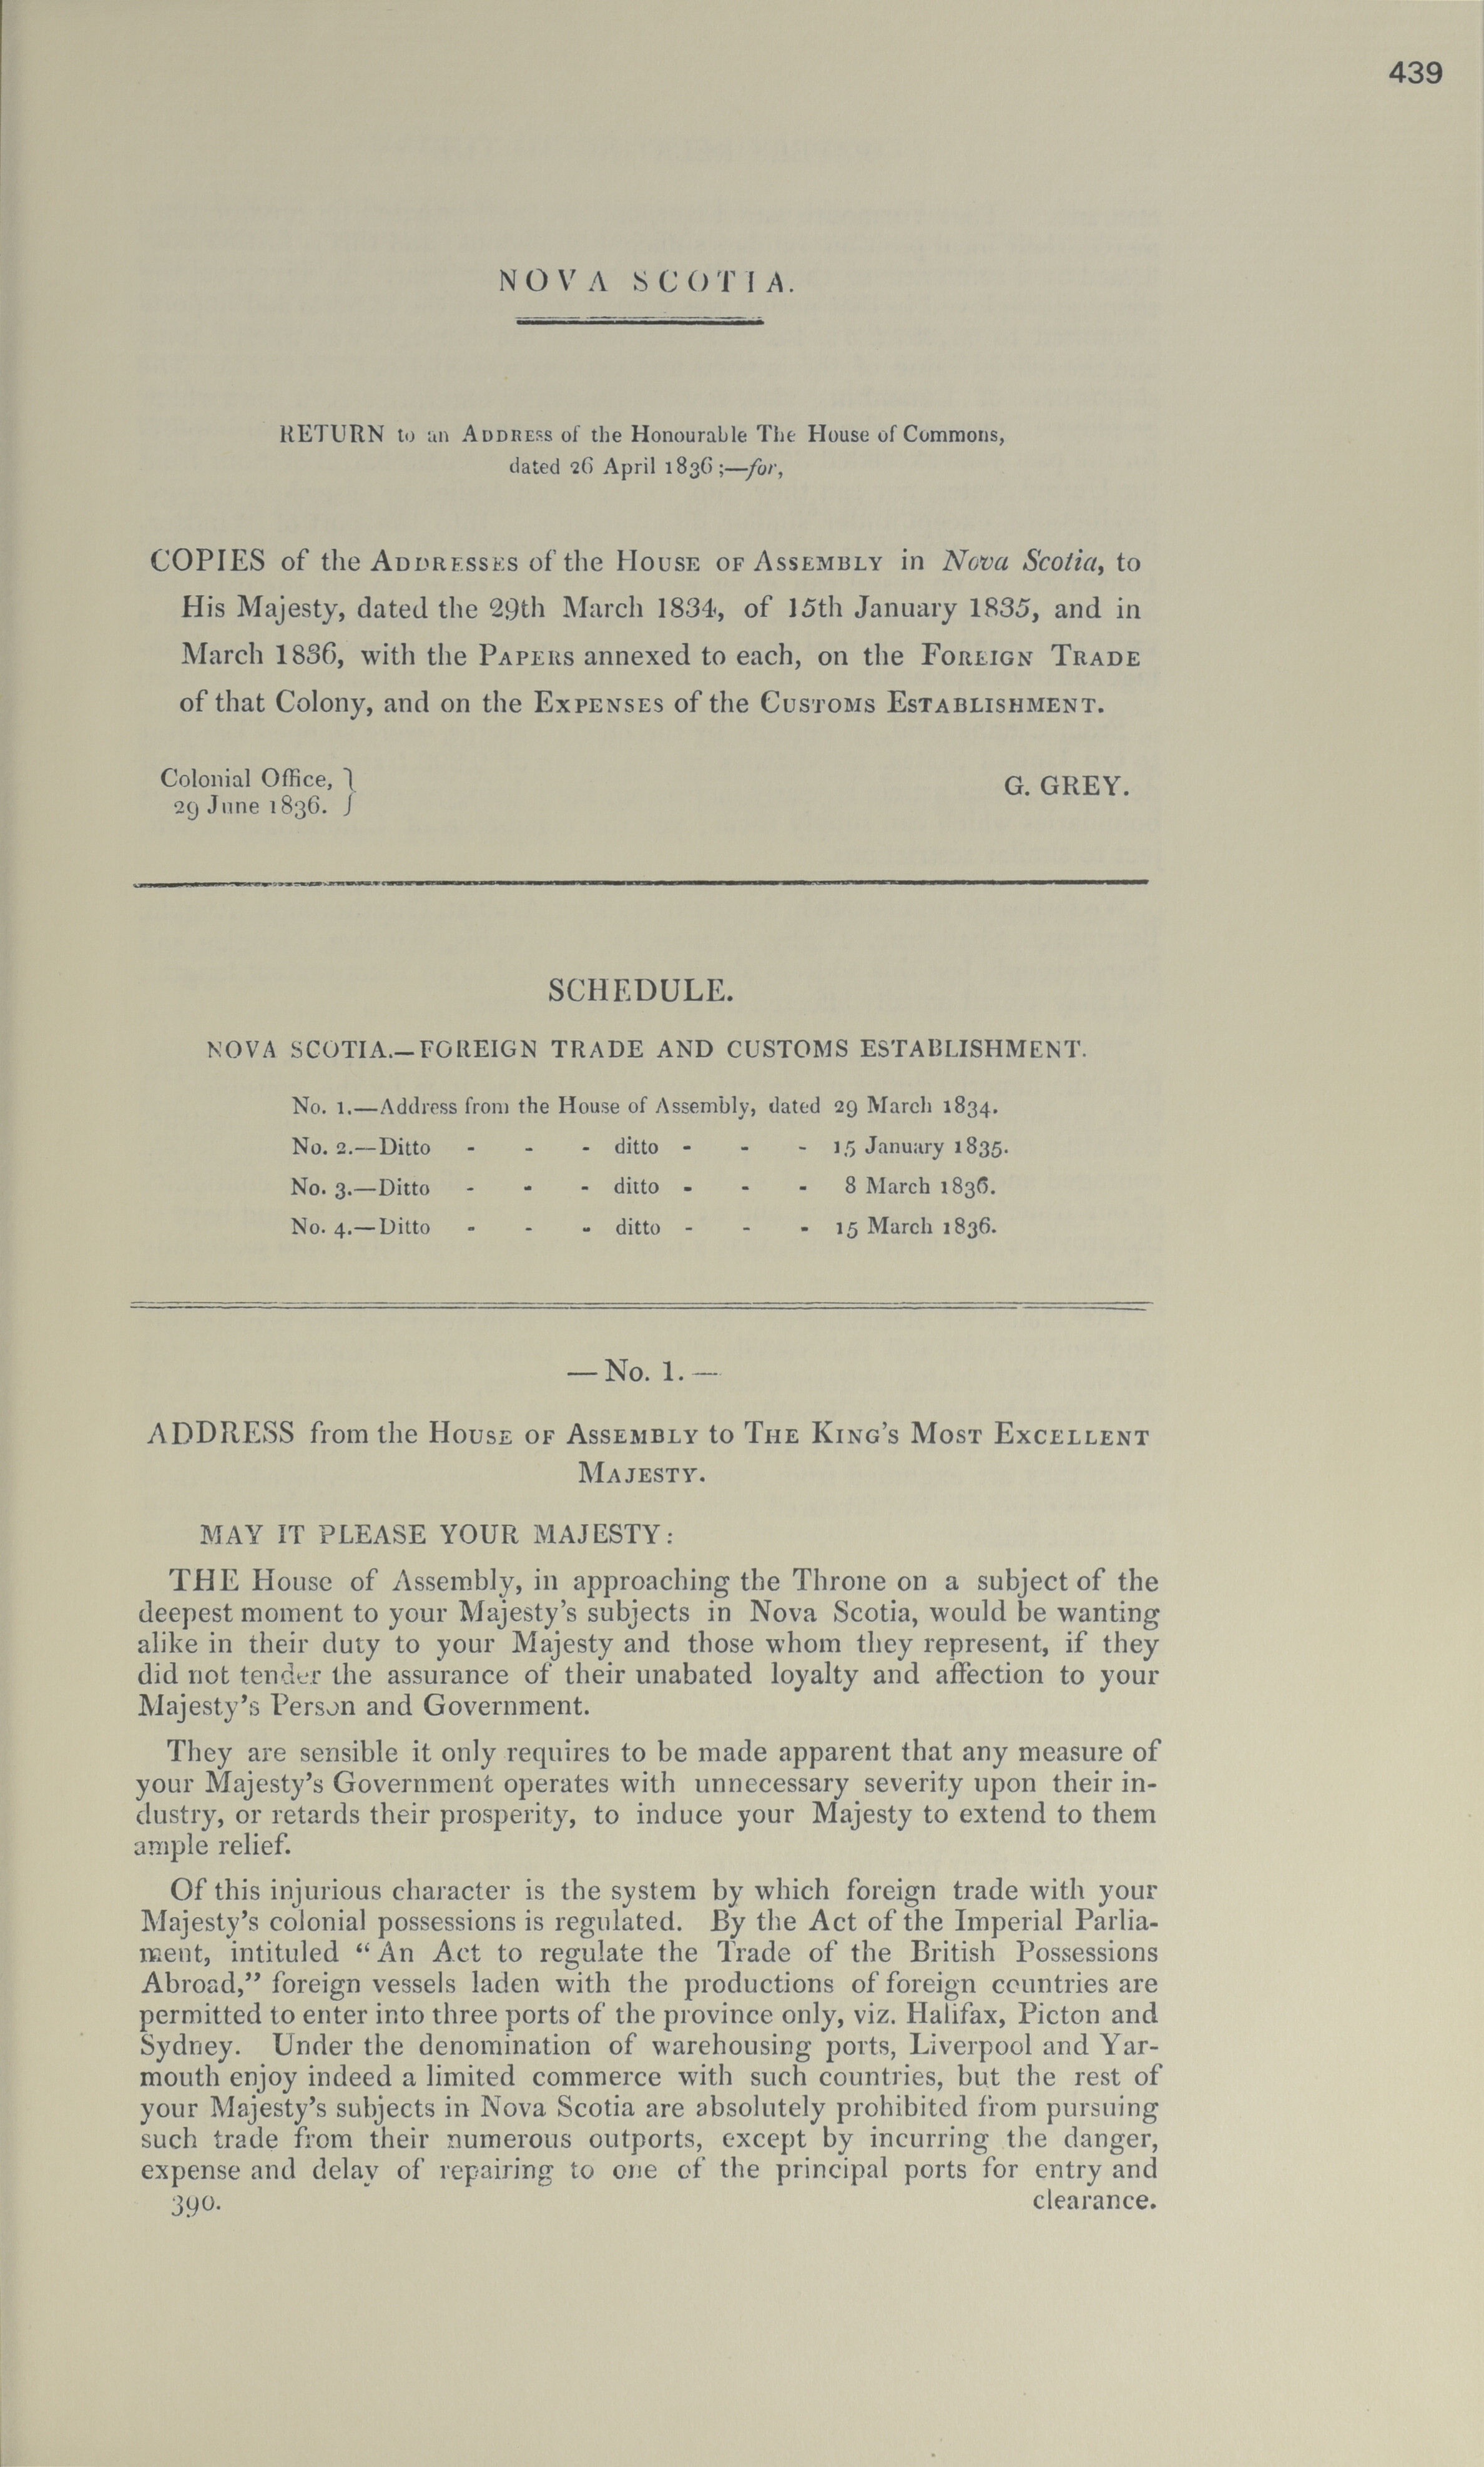 439
NOVA SCOTIA.
RETURN to an ADDRESS of the Honourable The House of Commons,
dated 26 April 1836;—for,
COPIES of the ADDRESSES of the HOUSE OF ASSEMBLY in Nova Scotia, to
His Majesty, dated the 29th March 1834, of 15th January 1835, and in
March 1836, with the PAPERS annexed to each, on the FOREIGN TRADE
of that Colony, and on the EXPENSES of the CUSTOMS ESTABLISHMENT.
Colonial Office, }
29 June 1836. }
G. GREY.
SCHEDULE.
NOVA SCOTIA.—FOREIGN TRADE AND CUSTOMS ESTABLISHMENT.
No. 1.—Address from the House of Assembly, dated 29 March 1834.
No. 2.—Ditto - - - ditto - - - 15 January 1835.
No. 3.—Ditto - - - ditto - - - 8 March 1836.
No. 4.—Ditto - - - ditto - - - 15 March 1836.
— No. 1. —
ADDRESS from the HOUSE OF ASSEMBLY to THE KING'S MOST EXCELLENT
MAJESTY.
MAY IT PLEASE YOUR MAJESTY:
THE House of Assembly, in approaching the Throne on a subject of the
deepest moment to your Majesty's subjects in Nova Scotia, would be wanting
alike in their duty to your Majesty and those whom they represent, if they
did not tender the assurance of their unabated loyalty and affection to your
Majesty's Person and Government.
They are sensible it only requires to be made apparent that any measure of
your Majesty's Government operates with unnecessary severity upon their in-
dustry, or retards their prosperity, to induce your Majesty to extend to them
ample relief.
Of this injurious character is the system by which foreign trade with your
Majesty's colonial possessions is regulated. By the Act of the Imperial Parlia-
ment, intituled "An Act to regulate the Trade of the British Possessions
Abroad," foreign vessels laden with the productions of foreign countries are
permitted to enter into three ports of the province only, viz. Halifax, Picton and
Sydney. Under the denomination of warehousing ports, Liverpool and Yar-
mouth enjoy indeed a limited commerce with such countries, but the rest of
your Majesty's subjects in Nova Scotia are absolutely prohibited from pursuing
such trade from their numerous outports, except by incurring the danger,
expense and delay of repairing to one of the principal ports for entry and
390. clearance.